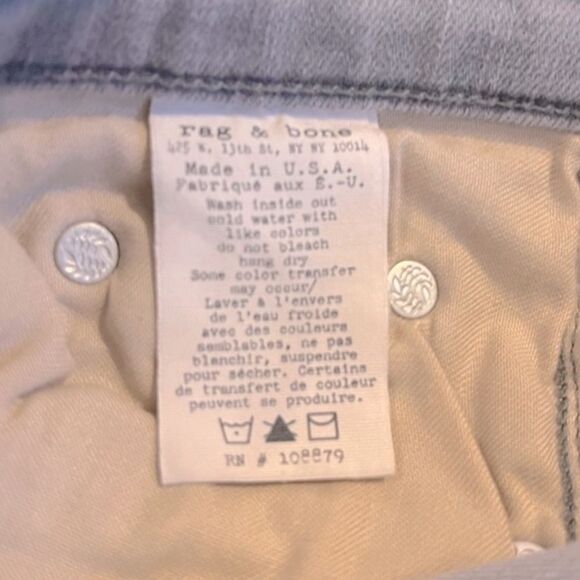 rag & bone
425 W. 13th St, NY NY 10014
Made in U.S.A.
Fabriqué aux É.-U.
Wash inside out
cold water with
like colors
do not bleach
hang dry
Some color transfer
may occur/
Laver à l'envers
de l'eau froide
avec des couleurs
semblables, ne pas
blanchir, suspendre
pour sécher. Certains
de transfert de couleur
peuvent se produire.
RN # 108879